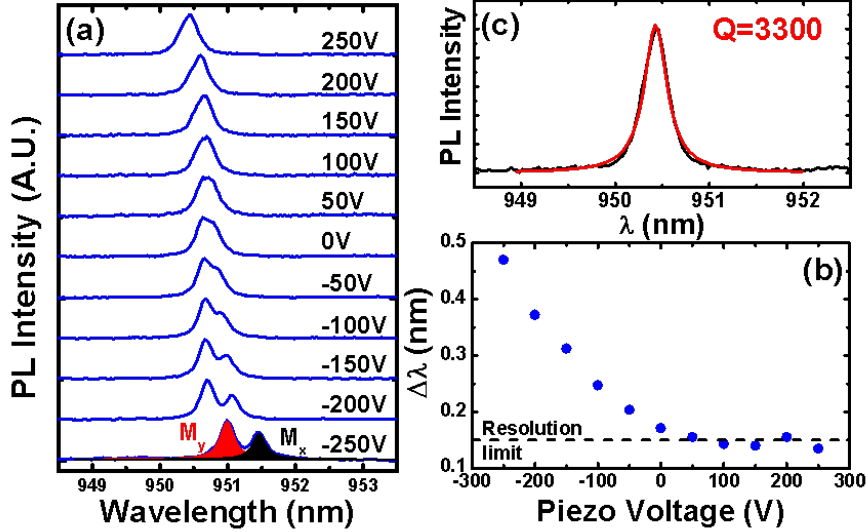 (a)
250V
200V
150V
100V
50V
0V
-50V
-100V
-150V
-200V
-250V
My
Mx
PL Intensity (A.U.)
949 950 951 952 953
Wavelength (nm)
(c)
Q=3300
PL Intensity
949 950 951 952
λ (nm)
(b)
0.5
0.4
0.3
0.2
0.1
Δλ (nm)
Resolution
limit
-300 -200 -100 0 100 200 300
Piezo Voltage (V)